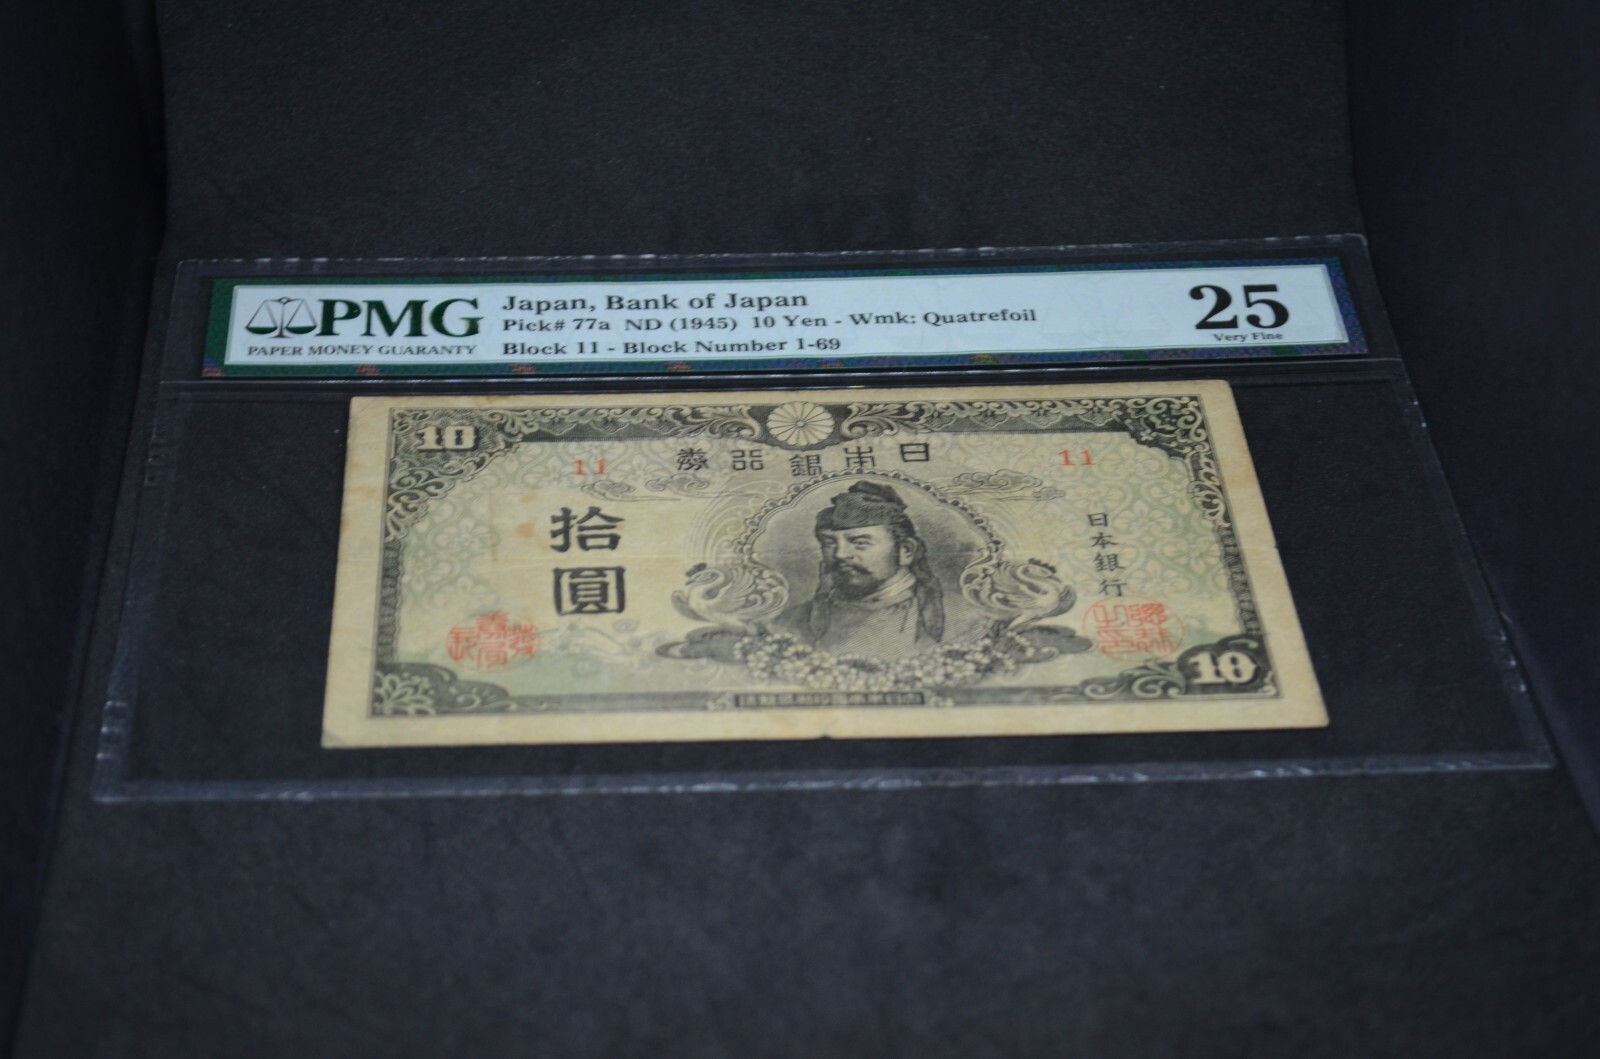 PMG
PAPER MONEY GUARANTY
Japan, Bank of Japan
Pick# 77a ND (1945) 10 Yen - Wmk: Quatrefoil
Block 11 - Block Number 1-69
25
Very Fine
10
券行銀本日
11
11
拾
圓
日本銀行
10